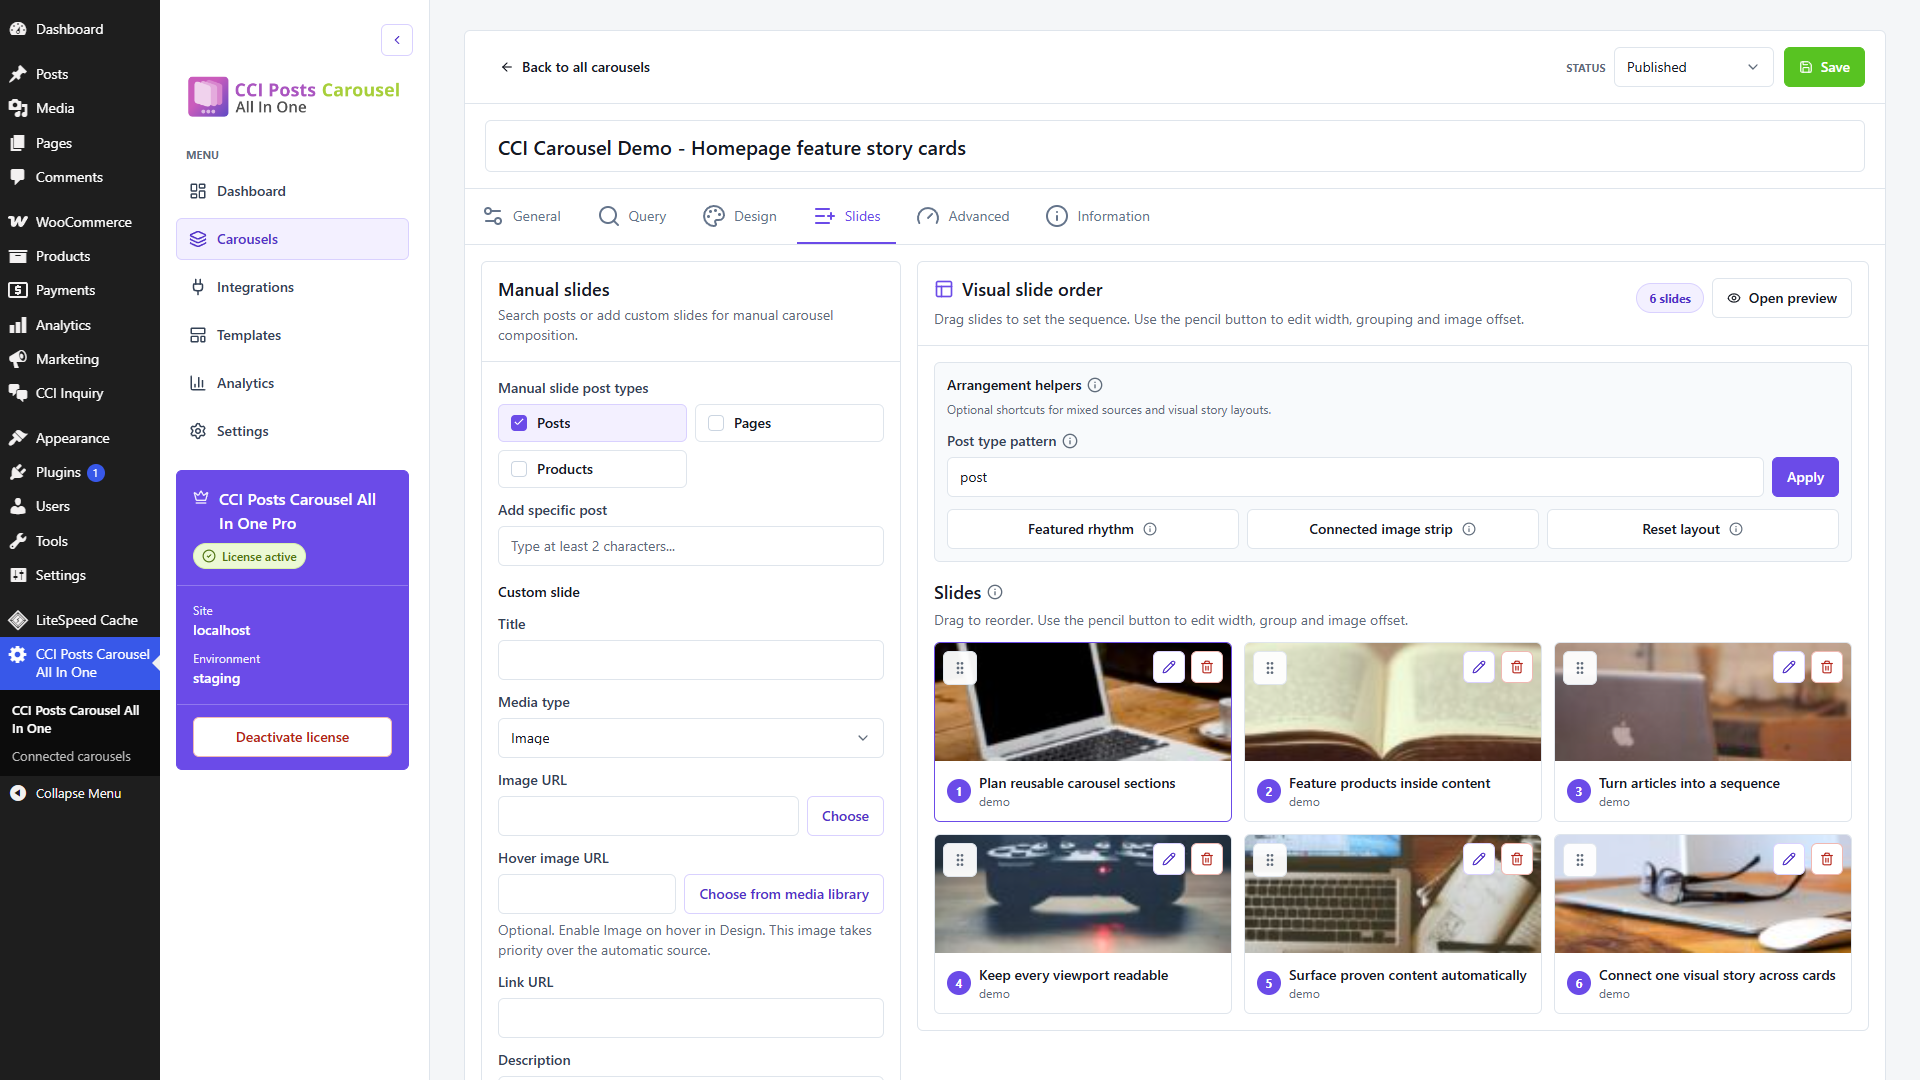 Dashboard
Posts
Media
Pages
Comments
WooCommerce
Products
Payments
Analytics
Marketing
CCI Inquiry
Appearance
Plugins 1
Users
Tools
Settings
LiteSpeed Cache
CCI Posts Carousel
All In One
CCI Posts Carousel All
In One
Connected carousels
Collapse Menu
CCI Posts Carousel
All In One
MENU
Dashboard
Carousels
Integrations
Templates
Analytics
Settings
CCI Posts Carousel All
In One Pro
License active
Site
localhost
Environment
staging
Deactivate license
Back to all carousels
STATUS
Published
Save
CCI Carousel Demo - Homepage feature story cards
General
Query
Design
Slides
Advanced
Information
Manual slides
Search posts or add custom slides for manual carousel
composition.
Manual slide post types
Posts
Pages
Products
Add specific post
Type at least 2 characters...
Custom slide
Title
Media type
Image
Image URL
Choose
Hover image URL
Choose from media library
Optional. Enable Image on hover in Design. This image takes
priority over the automatic source.
Link URL
Description
Visual slide order
Drag slides to set the sequence. Use the pencil button to edit width, grouping and image offset.
6 slides
Open preview
Arrangement helpers
Optional shortcuts for mixed sources and visual story layouts.
Post type pattern
post
Apply
Featured rhythm
Connected image strip
Reset layout
Slides
Drag to reorder. Use the pencil button to edit width, group and image offset.
1 Plan reusable carousel sections
demo
2 Feature products inside content
demo
3 Turn articles into a sequence
demo
4 Keep every viewport readable
demo
5 Surface proven content automatically
demo
6 Connect one visual story across cards
demo